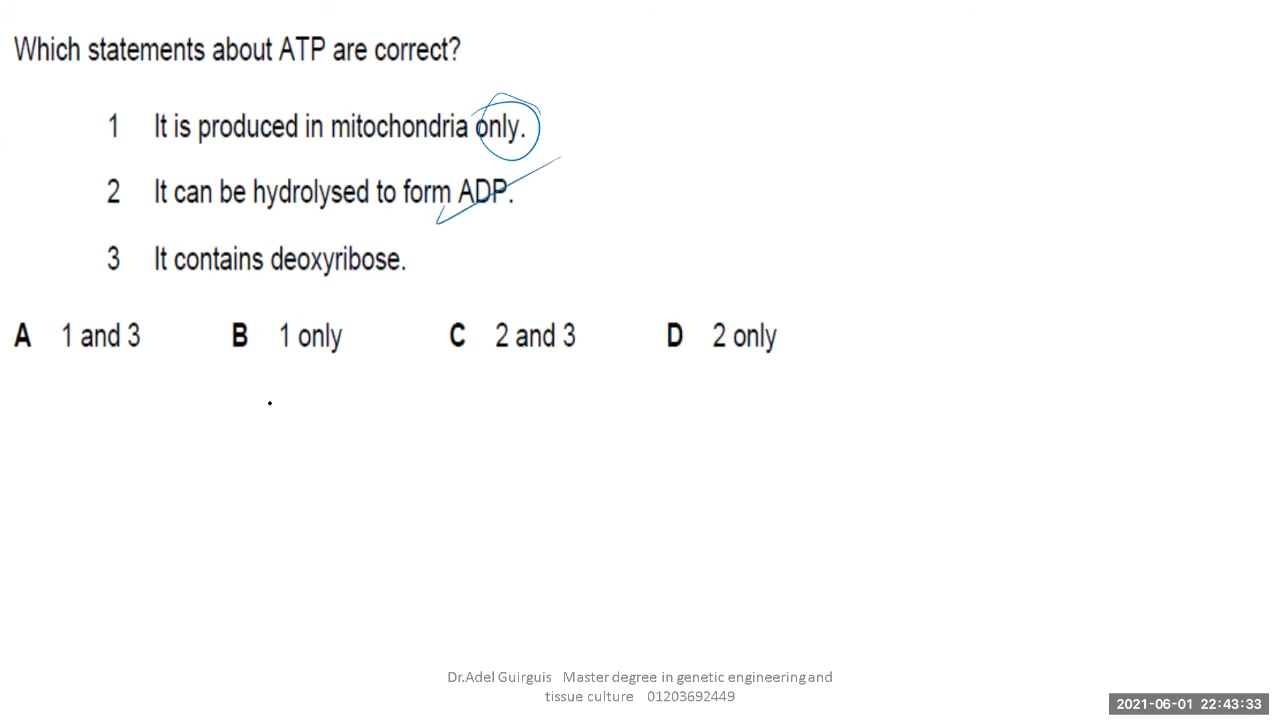 Which statements about ATP are correct?
1 It is produced in mitochondria only.
2 It can be hydrolysed to form ADP.
3 It contains deoxyribose.
A 1 and 3 B 1 only C 2 and 3 D 2 only
Dr.Adel Guirguis Master degree in genetic engineering and
tissue culture 01203692449
2021-06-01 22:43:33